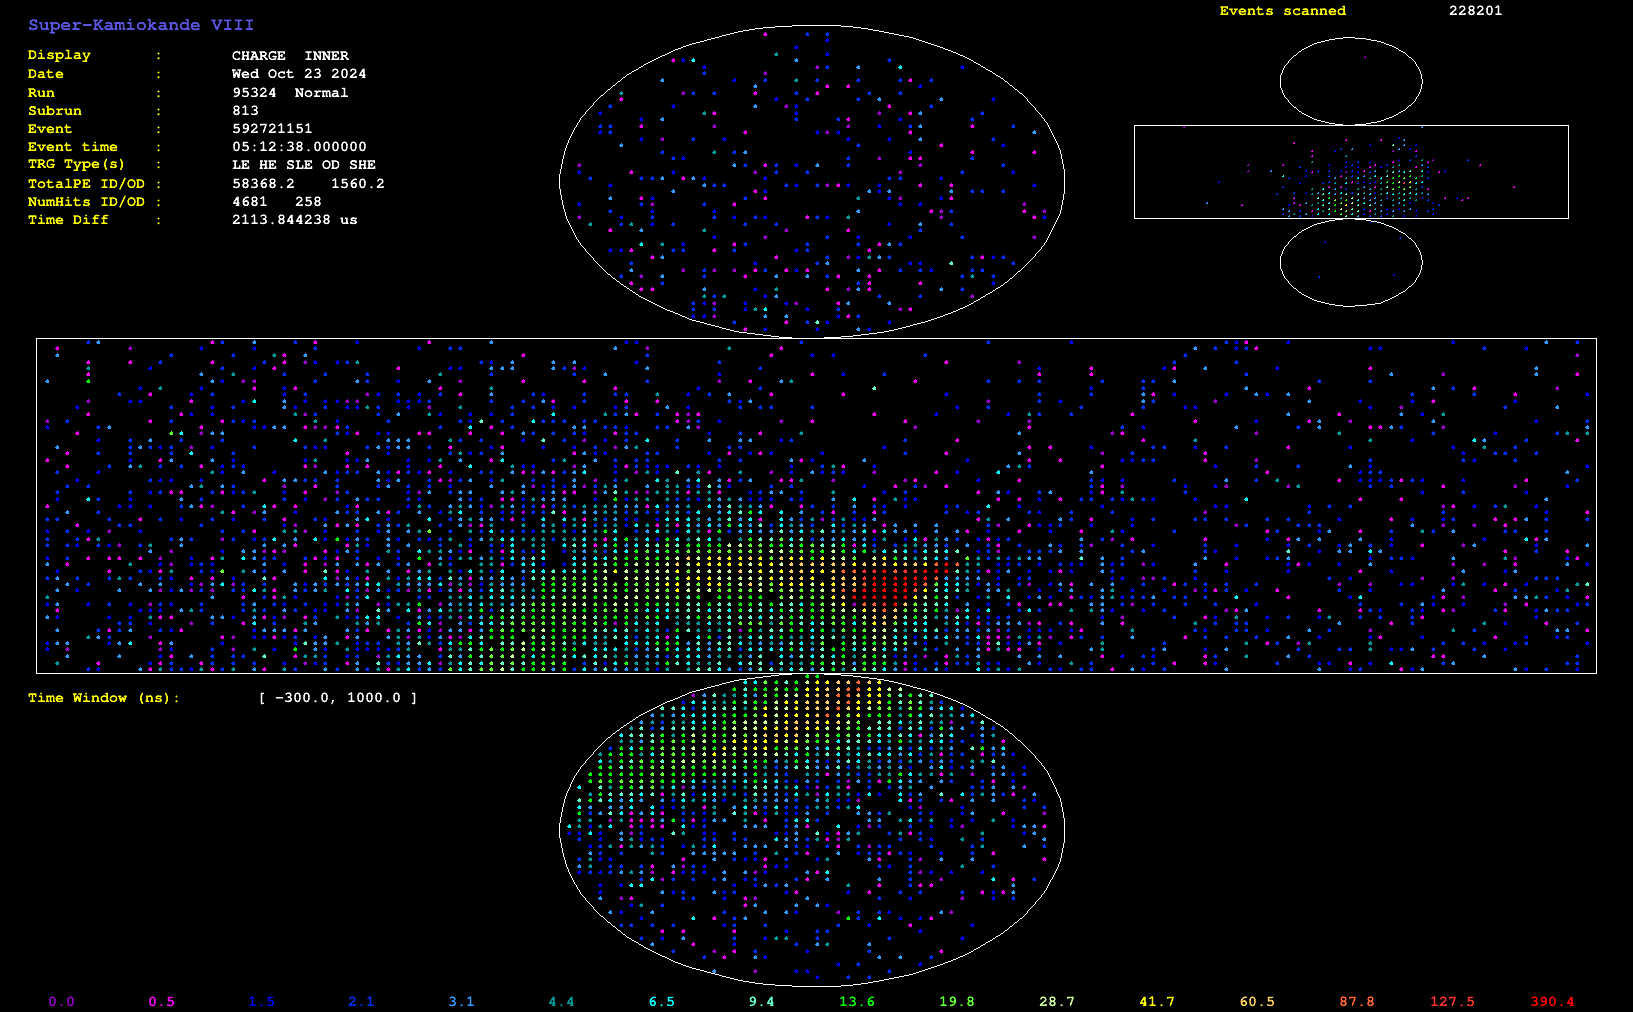 Super-Kamiokande VIII
Events scanned 228201
Display : CHARGE INNER
Date : Wed Oct 23 2024
Run : 95324 Normal
Subrun : 813
Event : 592721151
Event time : 05:12:38.000000
TRG Type(s) : LE HE SLE OD SHE
TotalPE ID/OD : 58368.2 1560.2
NumHits ID/OD : 4681 258
Time Diff : 2113.844238 us
Time Window (ns): [ -300.0, 1000.0 ]
0.0 0.5 1.5 2.1 3.1 4.4 6.5 9.4 13.6 19.8 28.7 41.7 60.5 87.8 127.5 390.4